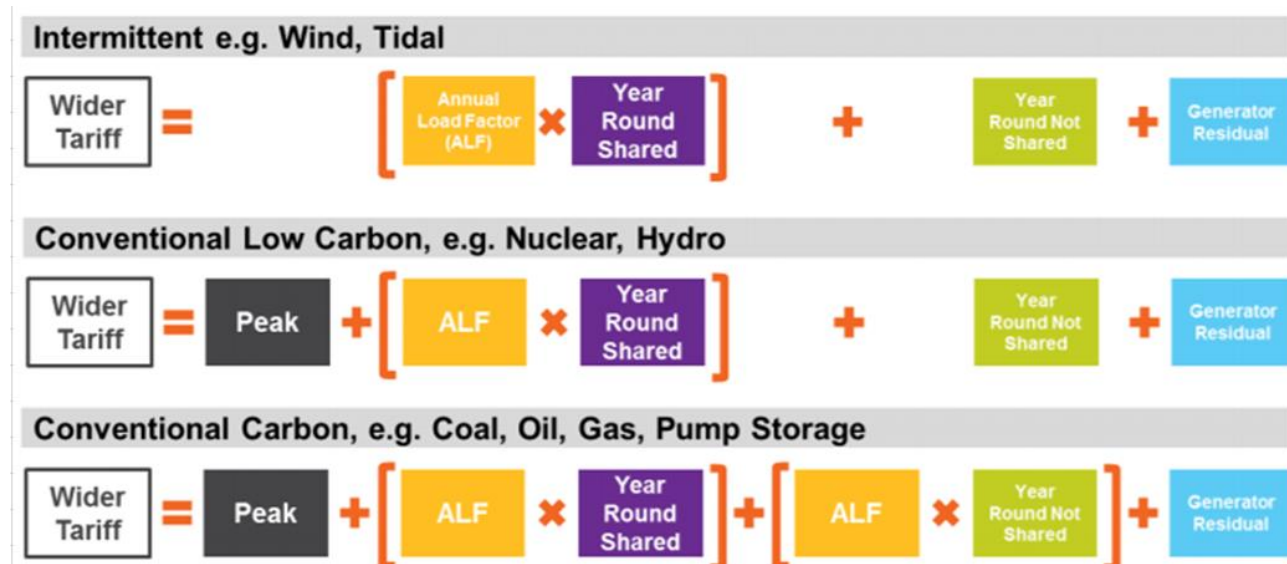 Intermittent e.g. Wind, Tidal
Wider
Tariff
=
[
Annual
Load Factor
(ALF)
×
Year
Round
Shared
]
+
Year
Round Not
Shared
+
Generator
Residual
Conventional Low Carbon, e.g. Nuclear, Hydro
Wider
Tariff
=
Peak
+
[
ALF
×
Year
Round
Shared
]
+
Year
Round Not
Shared
+
Generator
Residual
Conventional Carbon, e.g. Coal, Oil, Gas, Pump Storage
Wider
Tariff
=
Peak
+
[
ALF
×
Year
Round
Shared
]
+
[
ALF
×
Year
Round Not
Shared
]
+
Generator
Residual